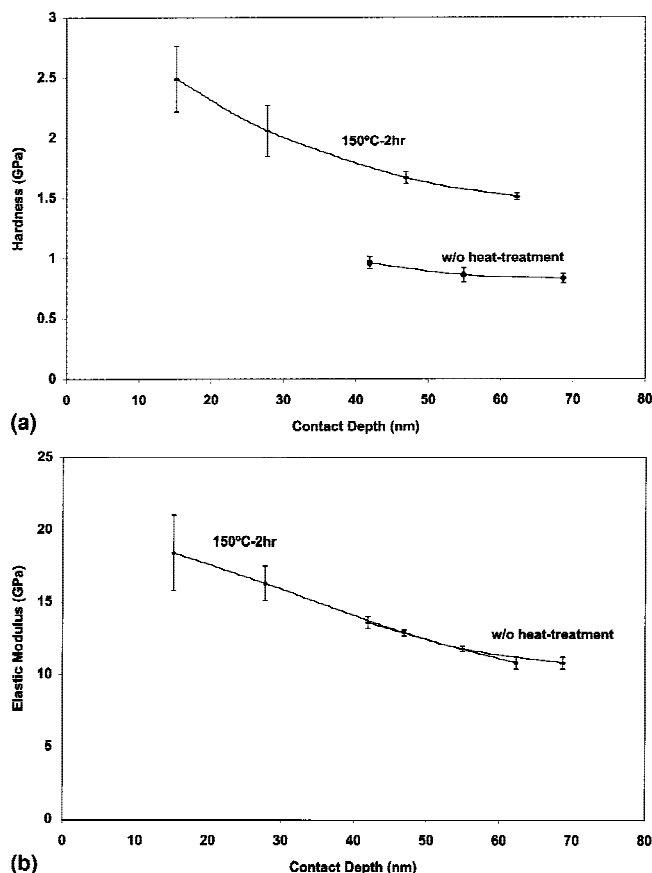 3
2.5
2
1.5
1
0.5
0
Hardness (GPa)
150°C-2hr
w/o heat-treatment
0 10 20 30 40 50 60 70 80
(a)
Contact Depth (nm)
25
20
15
10
5
0
Elastic Modulus (GPa)
150°C-2hr
w/o heat-treatment
0 10 20 30 40 50 60 70 80
(b)
Contact Depth (nm)